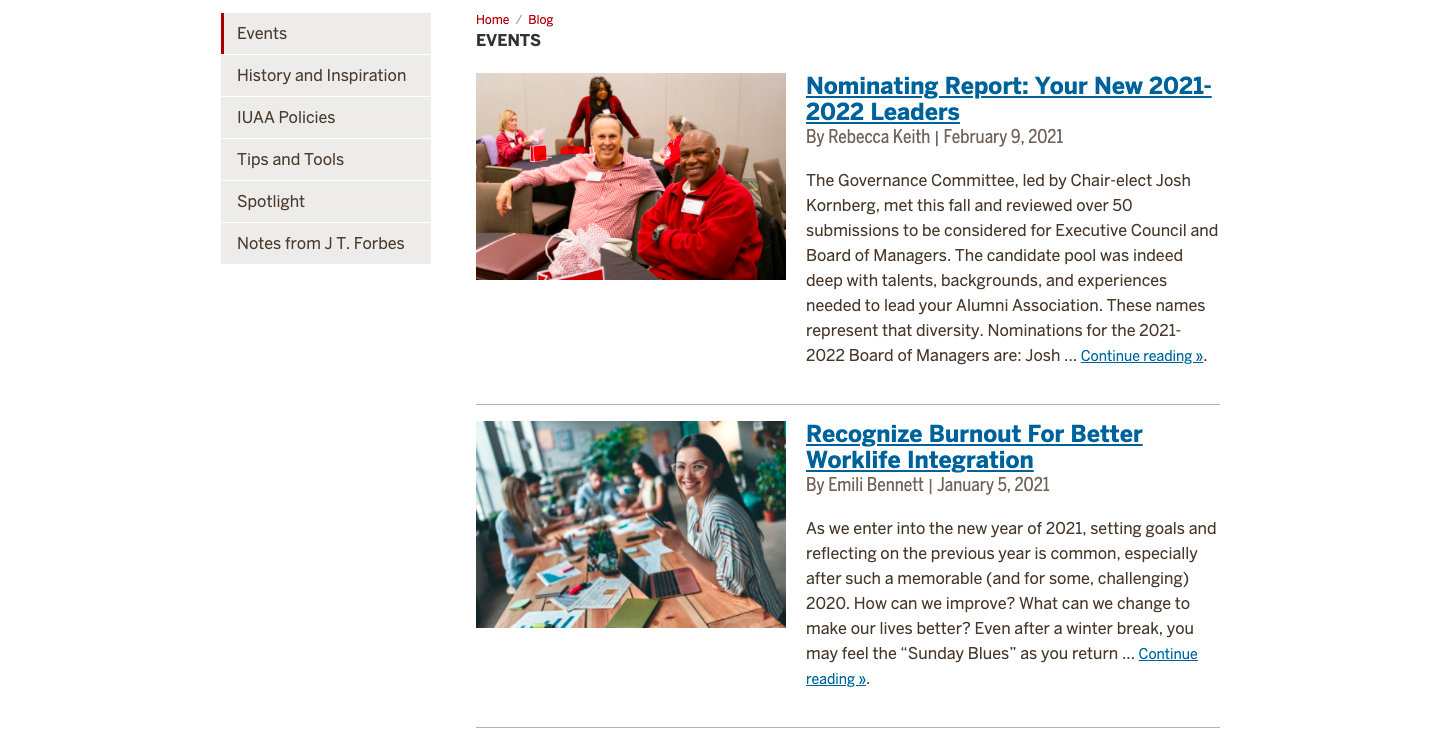 Events
History and Inspiration
IUAA Policies
Tips and Tools
Spotlight
Notes from J T. Forbes
Home / Blog
EVENTS
Nominating Report: Your New 2021-
2022 Leaders
By Rebecca Keith | February 9, 2021
The Governance Committee, led by Chair-elect Josh
Kornberg, met this fall and reviewed over 50
submissions to be considered for Executive Council and
Board of Managers. The candidate pool was indeed
deep with talents, backgrounds, and experiences
needed to lead your Alumni Association. These names
represent that diversity. Nominations for the 2021-
2022 Board of Managers are: Josh ... Continue reading ».
Recognize Burnout For Better
Worklife Integration
By Emili Bennett | January 5, 2021
As we enter into the new year of 2021, setting goals and
reflecting on the previous year is common, especially
after such a memorable (and for some, challenging)
2020. How can we improve? What can we change to
make our lives better? Even after a winter break, you
may feel the “Sunday Blues” as you return ... Continue
reading ».